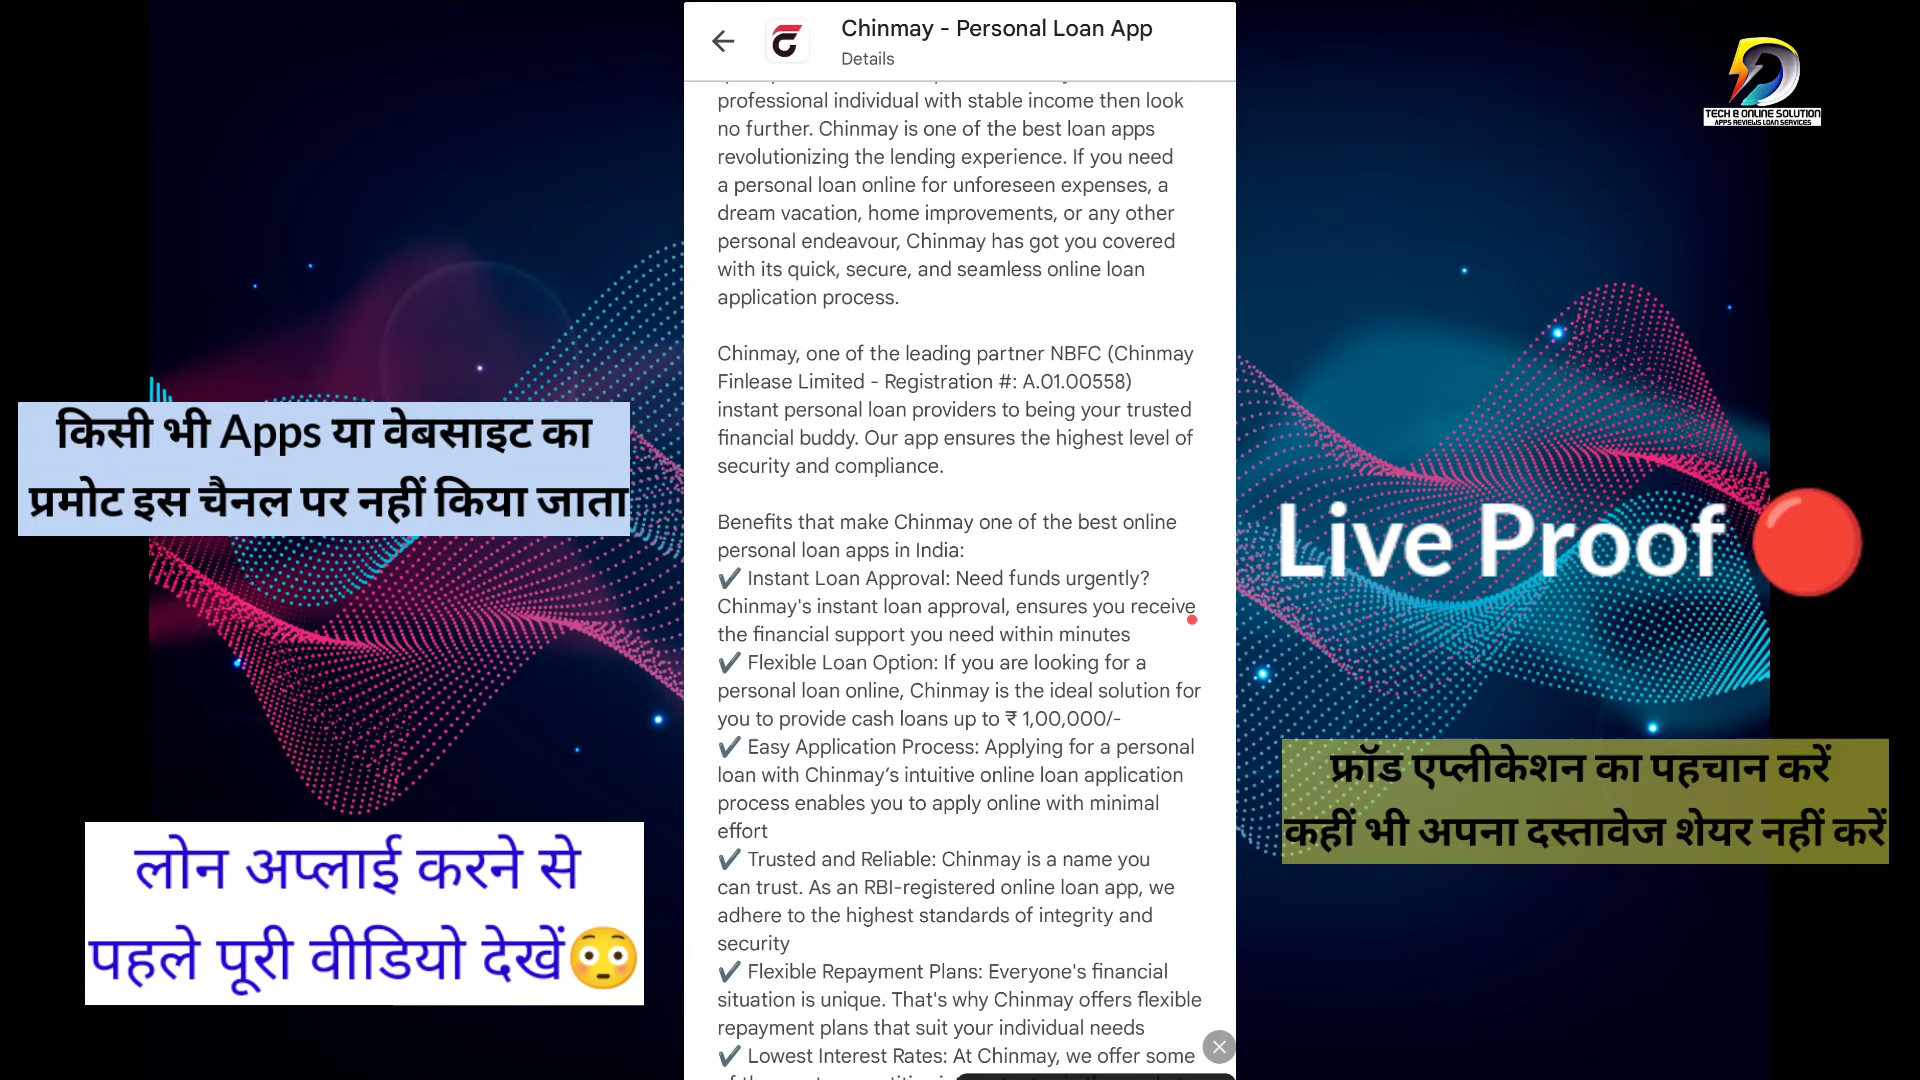 Chinmay - Personal Loan App
Details
professional individual with stable income then look
no further. Chinmay is one of the best loan apps
revolutionizing the lending experience. If you need
a personal loan online for unforeseen expenses, a
dream vacation, home improvements, or any other
personal endeavour, Chinmay has got you covered
with its quick, secure, and seamless online loan
application process.
Chinmay, one of the leading partner NBFC (Chinmay
Finlease Limited - Registration #: A.01.00558)
instant personal loan providers to being your trusted
financial buddy. Our app ensures the highest level of
security and compliance.
Benefits that make Chinmay one of the best online
personal loan apps in India:
✔ Instant Loan Approval: Need funds urgently?
Chinmay's instant loan approval, ensures you receive
the financial support you need within minutes
✔ Flexible Loan Option: If you are looking for a
personal loan online, Chinmay is the ideal solution for
you to provide cash loans up to ₹ 1,00,000/-
✔ Easy Application Process: Applying for a personal
loan with Chinmay’s intuitive online loan application
process enables you to apply online with minimal
effort
✔ Trusted and Reliable: Chinmay is a name you
can trust. As an RBI-registered online loan app, we
adhere to the highest standards of integrity and
security
✔ Flexible Repayment Plans: Everyone's financial
situation is unique. That's why Chinmay offers flexible
repayment plans that suit your individual needs
✔ Lowest Interest Rates: At Chinmay, we offer some
किसी भी Apps या वेबसाइट का
प्रमोट इस चैनल पर नहीं किया जाता
लोन अप्लाई करने से
पहले पूरी वीडियो देखें😳
TECH & ONLINE SOLUTION
APPS REVIEWS LOAN SERVICES
Live Proof 🔴
फ्रॉड एप्लीकेशन का पहचान करें
कहीं भी अपना दस्तावेज शेयर नहीं करें